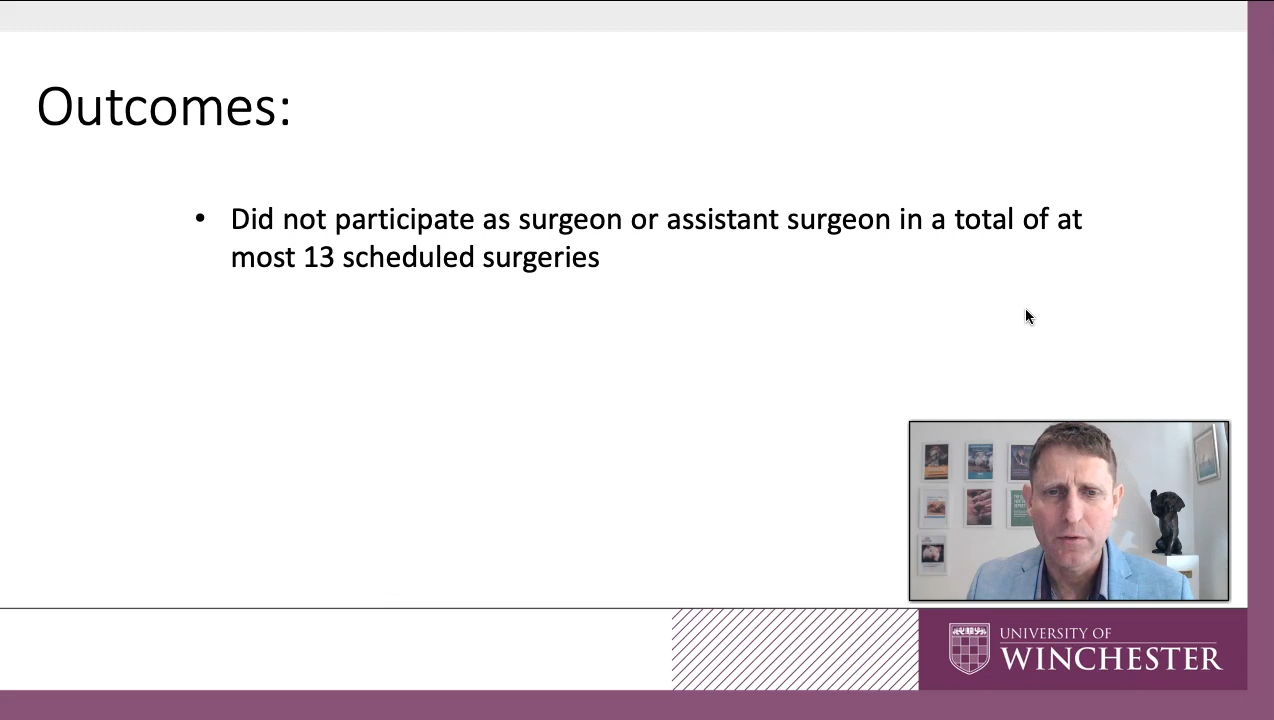 Outcomes:
• Did not participate as surgeon or assistant surgeon in a total of at
most 13 scheduled surgeries
UNIVERSITY OF
WINCHESTER